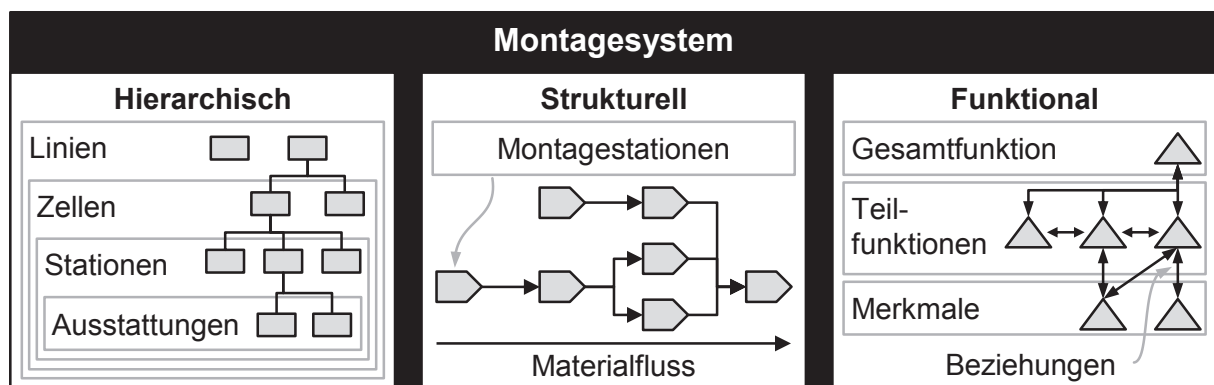 Montagesystem
Hierarchisch
Linien
Zellen
Stationen
Ausstattungen
Strukturell
Montagestationen
Materialfluss
Funktional
Gesamtfunktion
Teil-
funktionen
Merkmale
Beziehungen